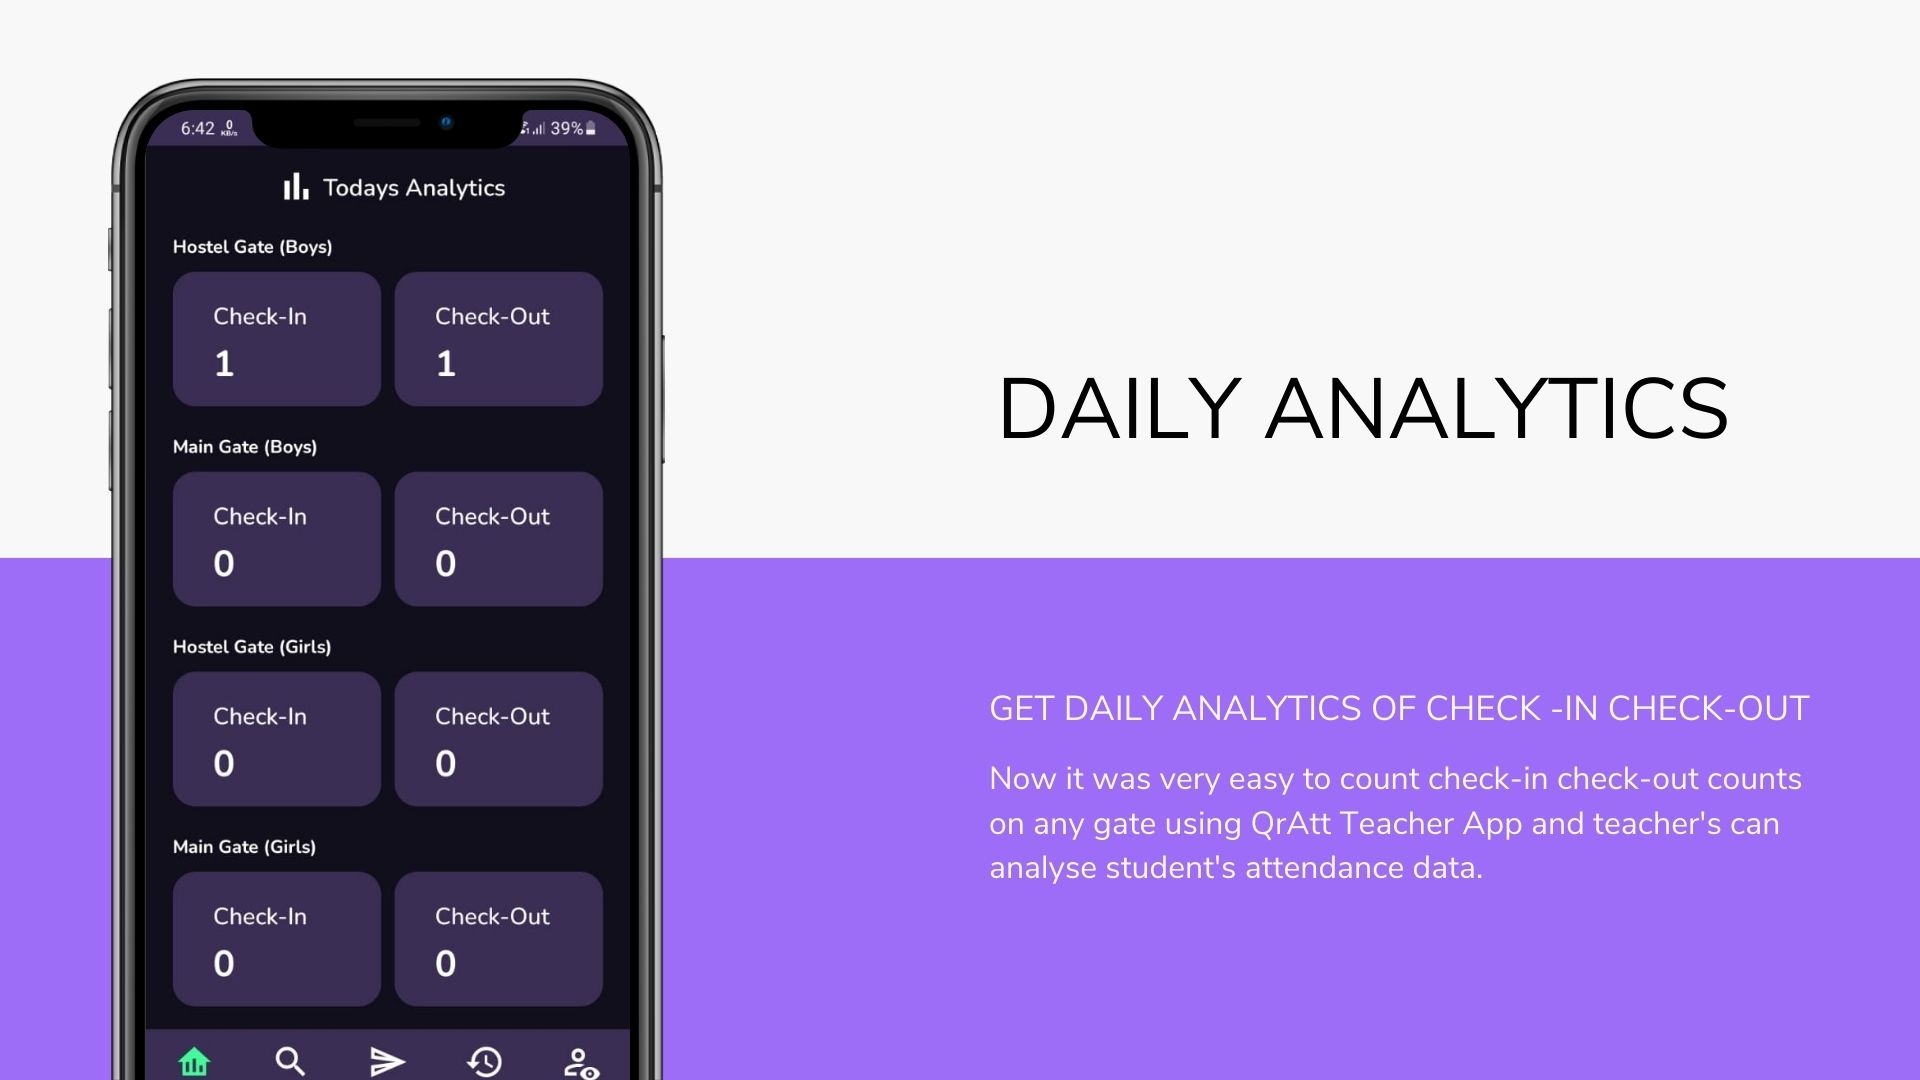 6:42 0 KB/s 39%
Todays Analytics
Hostel Gate (Boys)
Check-In Check-Out
1 1
Main Gate (Boys)
Check-In Check-Out
0 0
Hostel Gate (Girls)
Check-In Check-Out
0 0
Main Gate (Girls)
Check-In Check-Out
0 0
DAILY ANALYTICS
GET DAILY ANALYTICS OF CHECK -IN CHECK-OUT
Now it was very easy to count check-in check-out counts
on any gate using QrAtt Teacher App and teacher's can
analyse student's attendance data.